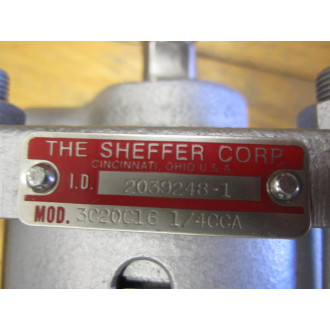 THE SHEFFER CORP.
CINCINNATI, OHIO U.S.A.
I.D. 2039248-1
MOD. 3C20C16 1/4CCA